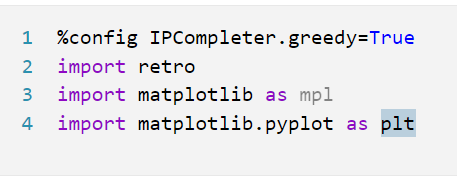 1 %config IPCompleter.greedy=True
2 import retro
3 import matplotlib as mpl
4 import matplotlib.pyplot as plt